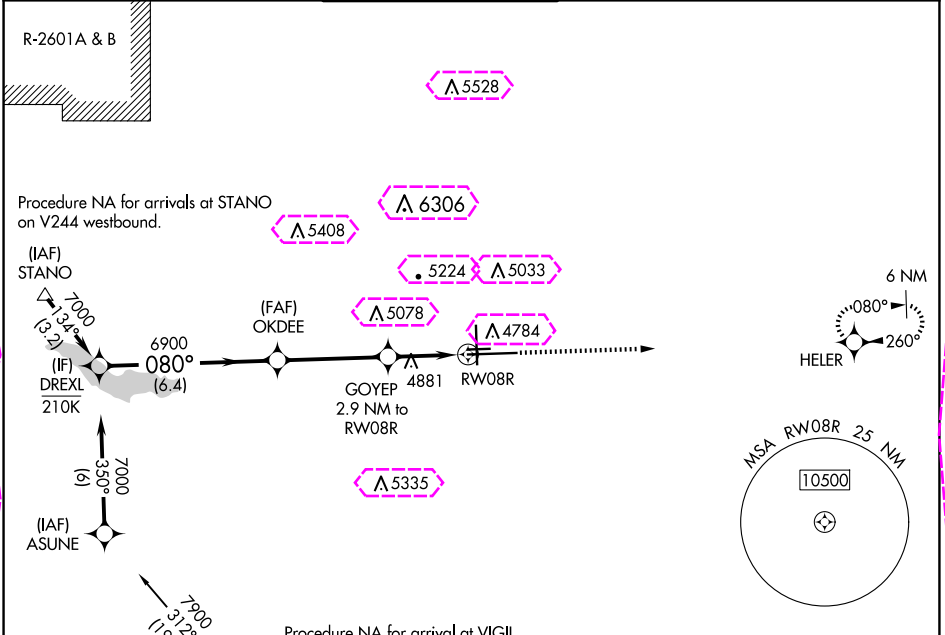 R-2601A & B
5528
Procedure NA for arrivals at STANO
on V244 westbound.
6306
5408
(IAF)
STANO
5224
5033
6 NM
7000
134°
(3.2)
(FAF)
OKDEE
5078
080°
4784
260°
HELER
6900
080°
(6.4)
(IF)
DREXL
210K
GOYEP
2.9 NM to
RW08R
4881
RW08R
7000
350°
(6)
MSA RW08R 25 NM
10500
5335
(IAF)
ASUNE
7900
312°
Procedure NA for arrival at VIGIL